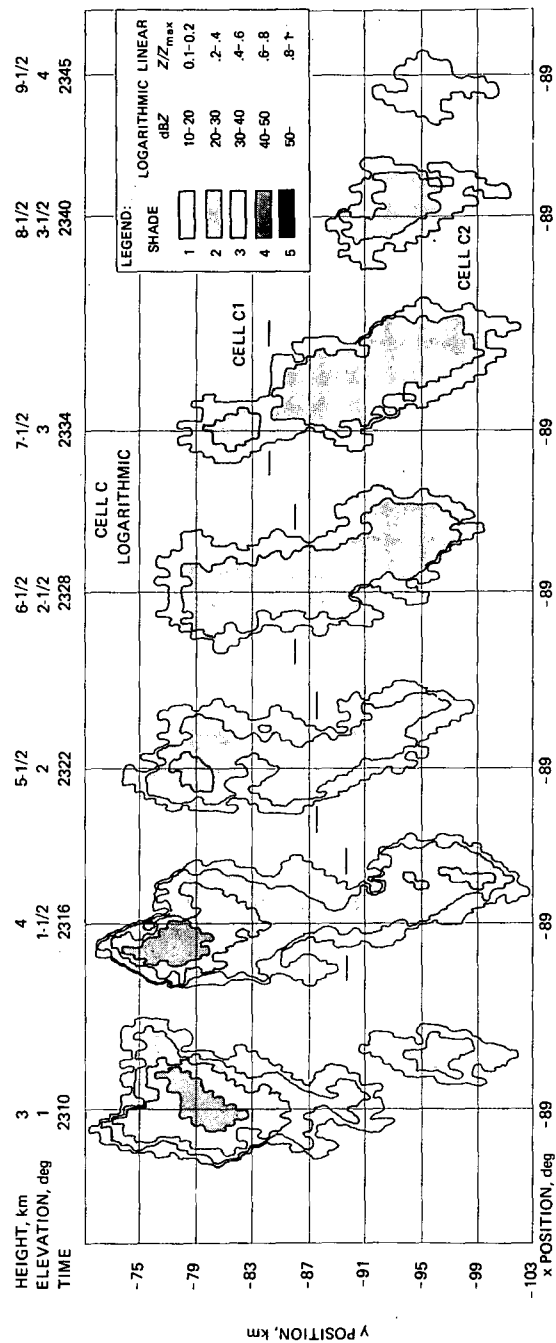 HEIGHT, km 3 4 5-1/2 6-1/2 7-1/2 8-1/2 9-1/2
ELEVATION, deg 1 1-1/2 2 2-1/2 3 3-1/2 4
TIME 2310 2316 2322 2328 2334 2340 2345
CELL C
LOGARITHMIC
CELL C1
CELL C2
LEGEND:
LOGARITHMIC LINEAR
SHADE dBZ Z/Zmax
1 10-20 0.1-0.2
2 20-30 .2-.4
3 30-40 .4-.6
4 40-50 .6-.8
5 50- .8-1
y POSITION, km
-75
-79
-83
-87
-91
-95
-99
-103
-89 -89 -89 -89 -89 -89 -89
x POSITION, deg